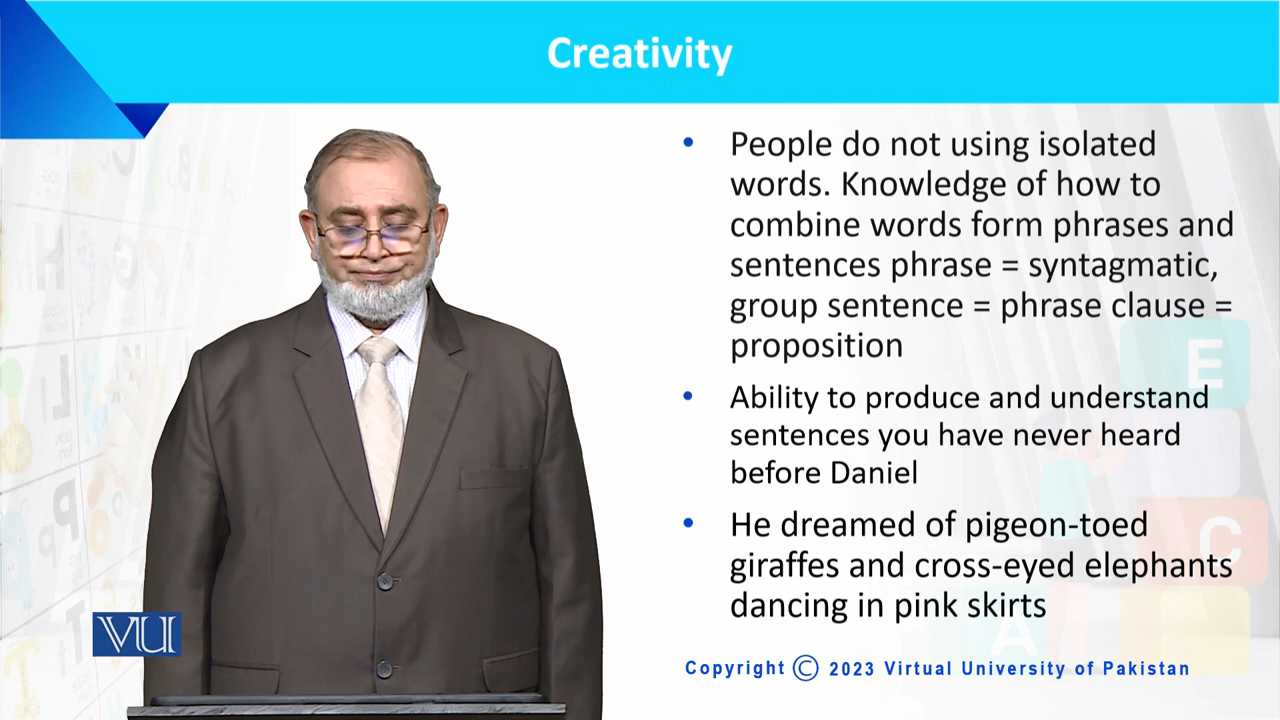 Creativity
• People do not using isolated
words. Knowledge of how to
combine words form phrases and
sentences phrase = syntagmatic,
group sentence = phrase clause =
proposition
• Ability to produce and understand
sentences you have never heard
before Daniel
• He dreamed of pigeon-toed
giraffes and cross-eyed elephants
dancing in pink skirts
VU
Copyright © 2023 Virtual University of Pakistan